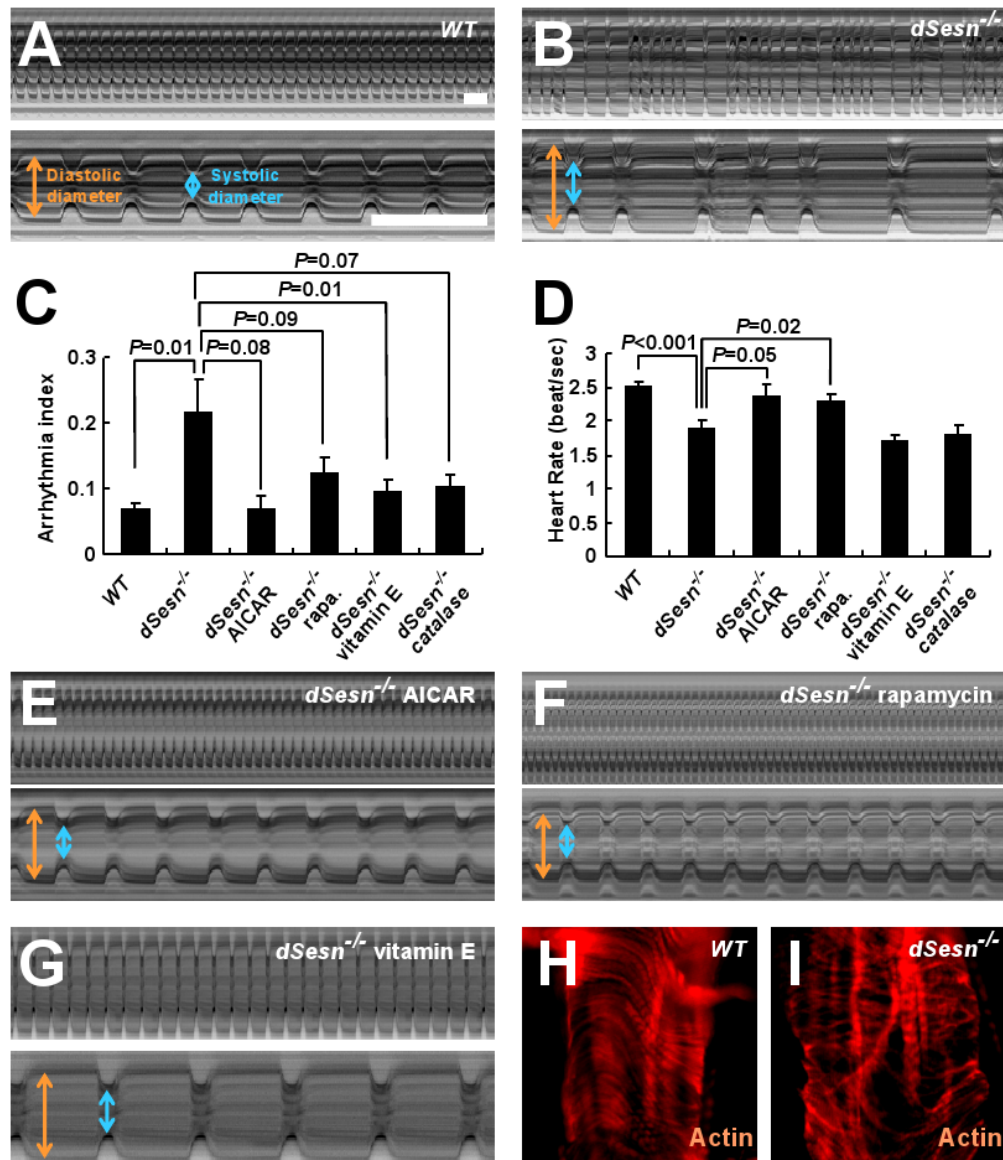 A
WT
Diastolic
diameter
Systolic
diameter
B
dSesn-/-
C
P=0.07
P=0.01
P=0.09
P=0.01
P=0.08
Arrhythmia index
0.3
0.2
0.1
0
WT
dSesn-/-
dSesn-/-
AICAR
dSesn-/-
rapa.
dSesn-/-
vitamin E
dSesn-/-
catalase
D
P=0.02
P<0.001
P=0.05
Heart Rate (beat/sec)
3
2.5
2
1.5
1
0.5
0
WT
dSesn-/-
dSesn-/-
AICAR
dSesn-/-
rapa.
dSesn-/-
vitamin E
dSesn-/-
catalase
E
dSesn-/- AICAR
F
dSesn-/- rapamycin
G
dSesn-/- vitamin E
H
WT
Actin
I
dSesn-/-
Actin